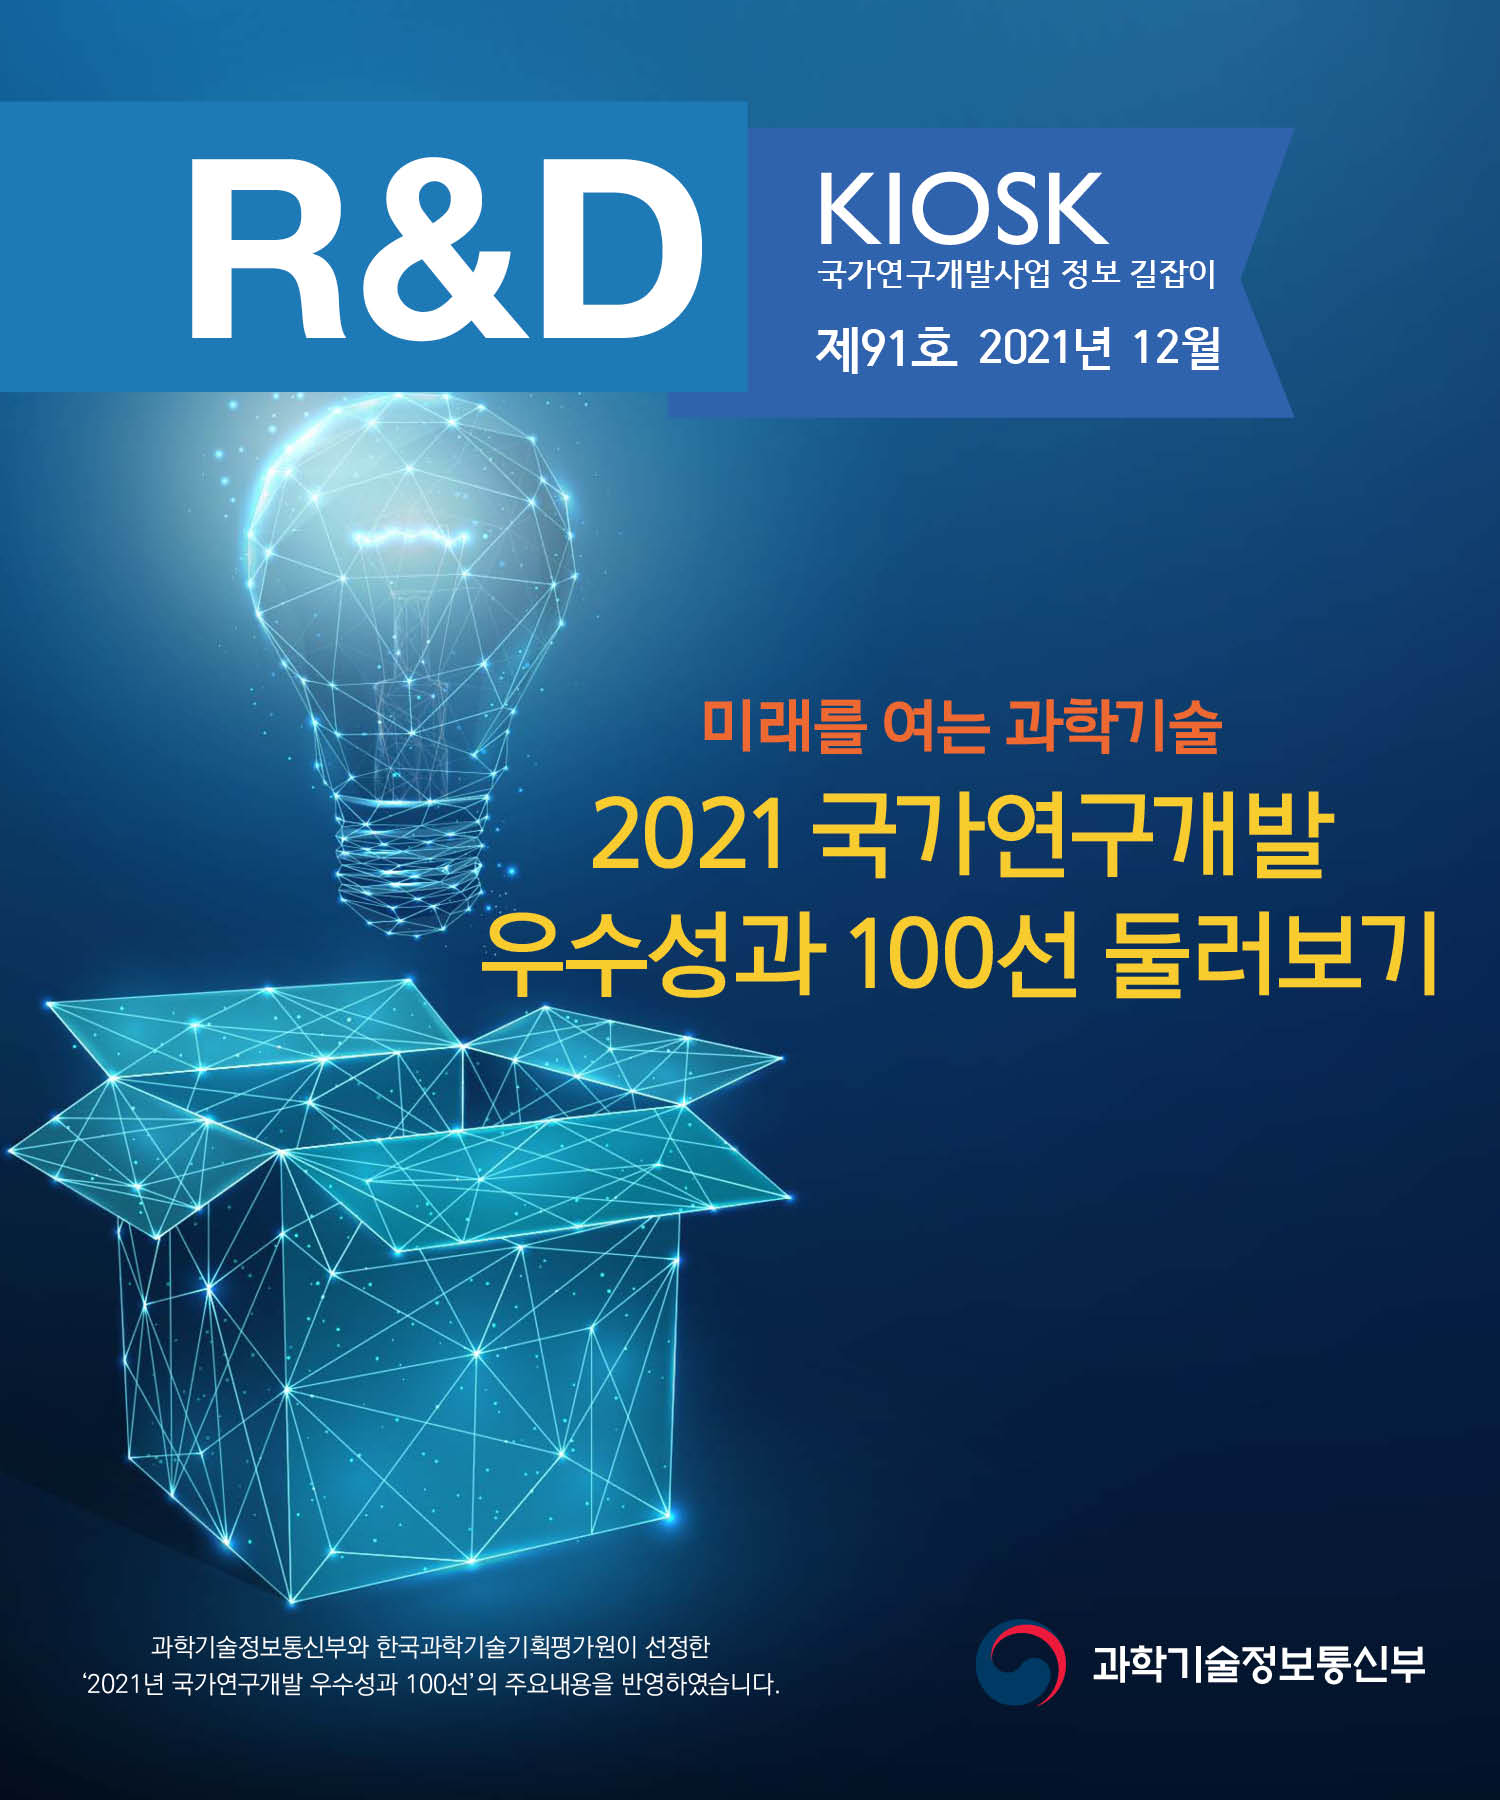 R&D
KIOSK
국가연구개발사업 정보 길잡이
제91호 2021년 12월
미래를 여는 과학기술
2021 국가연구개발
우수성과 100선 둘러보기
과학기술정보통신부와 한국과학기술기획평가원이 선정한
‘2021년 국가연구개발 우수성과 100선’의 주요내용을 반영하였습니다.
과학기술정보통신부